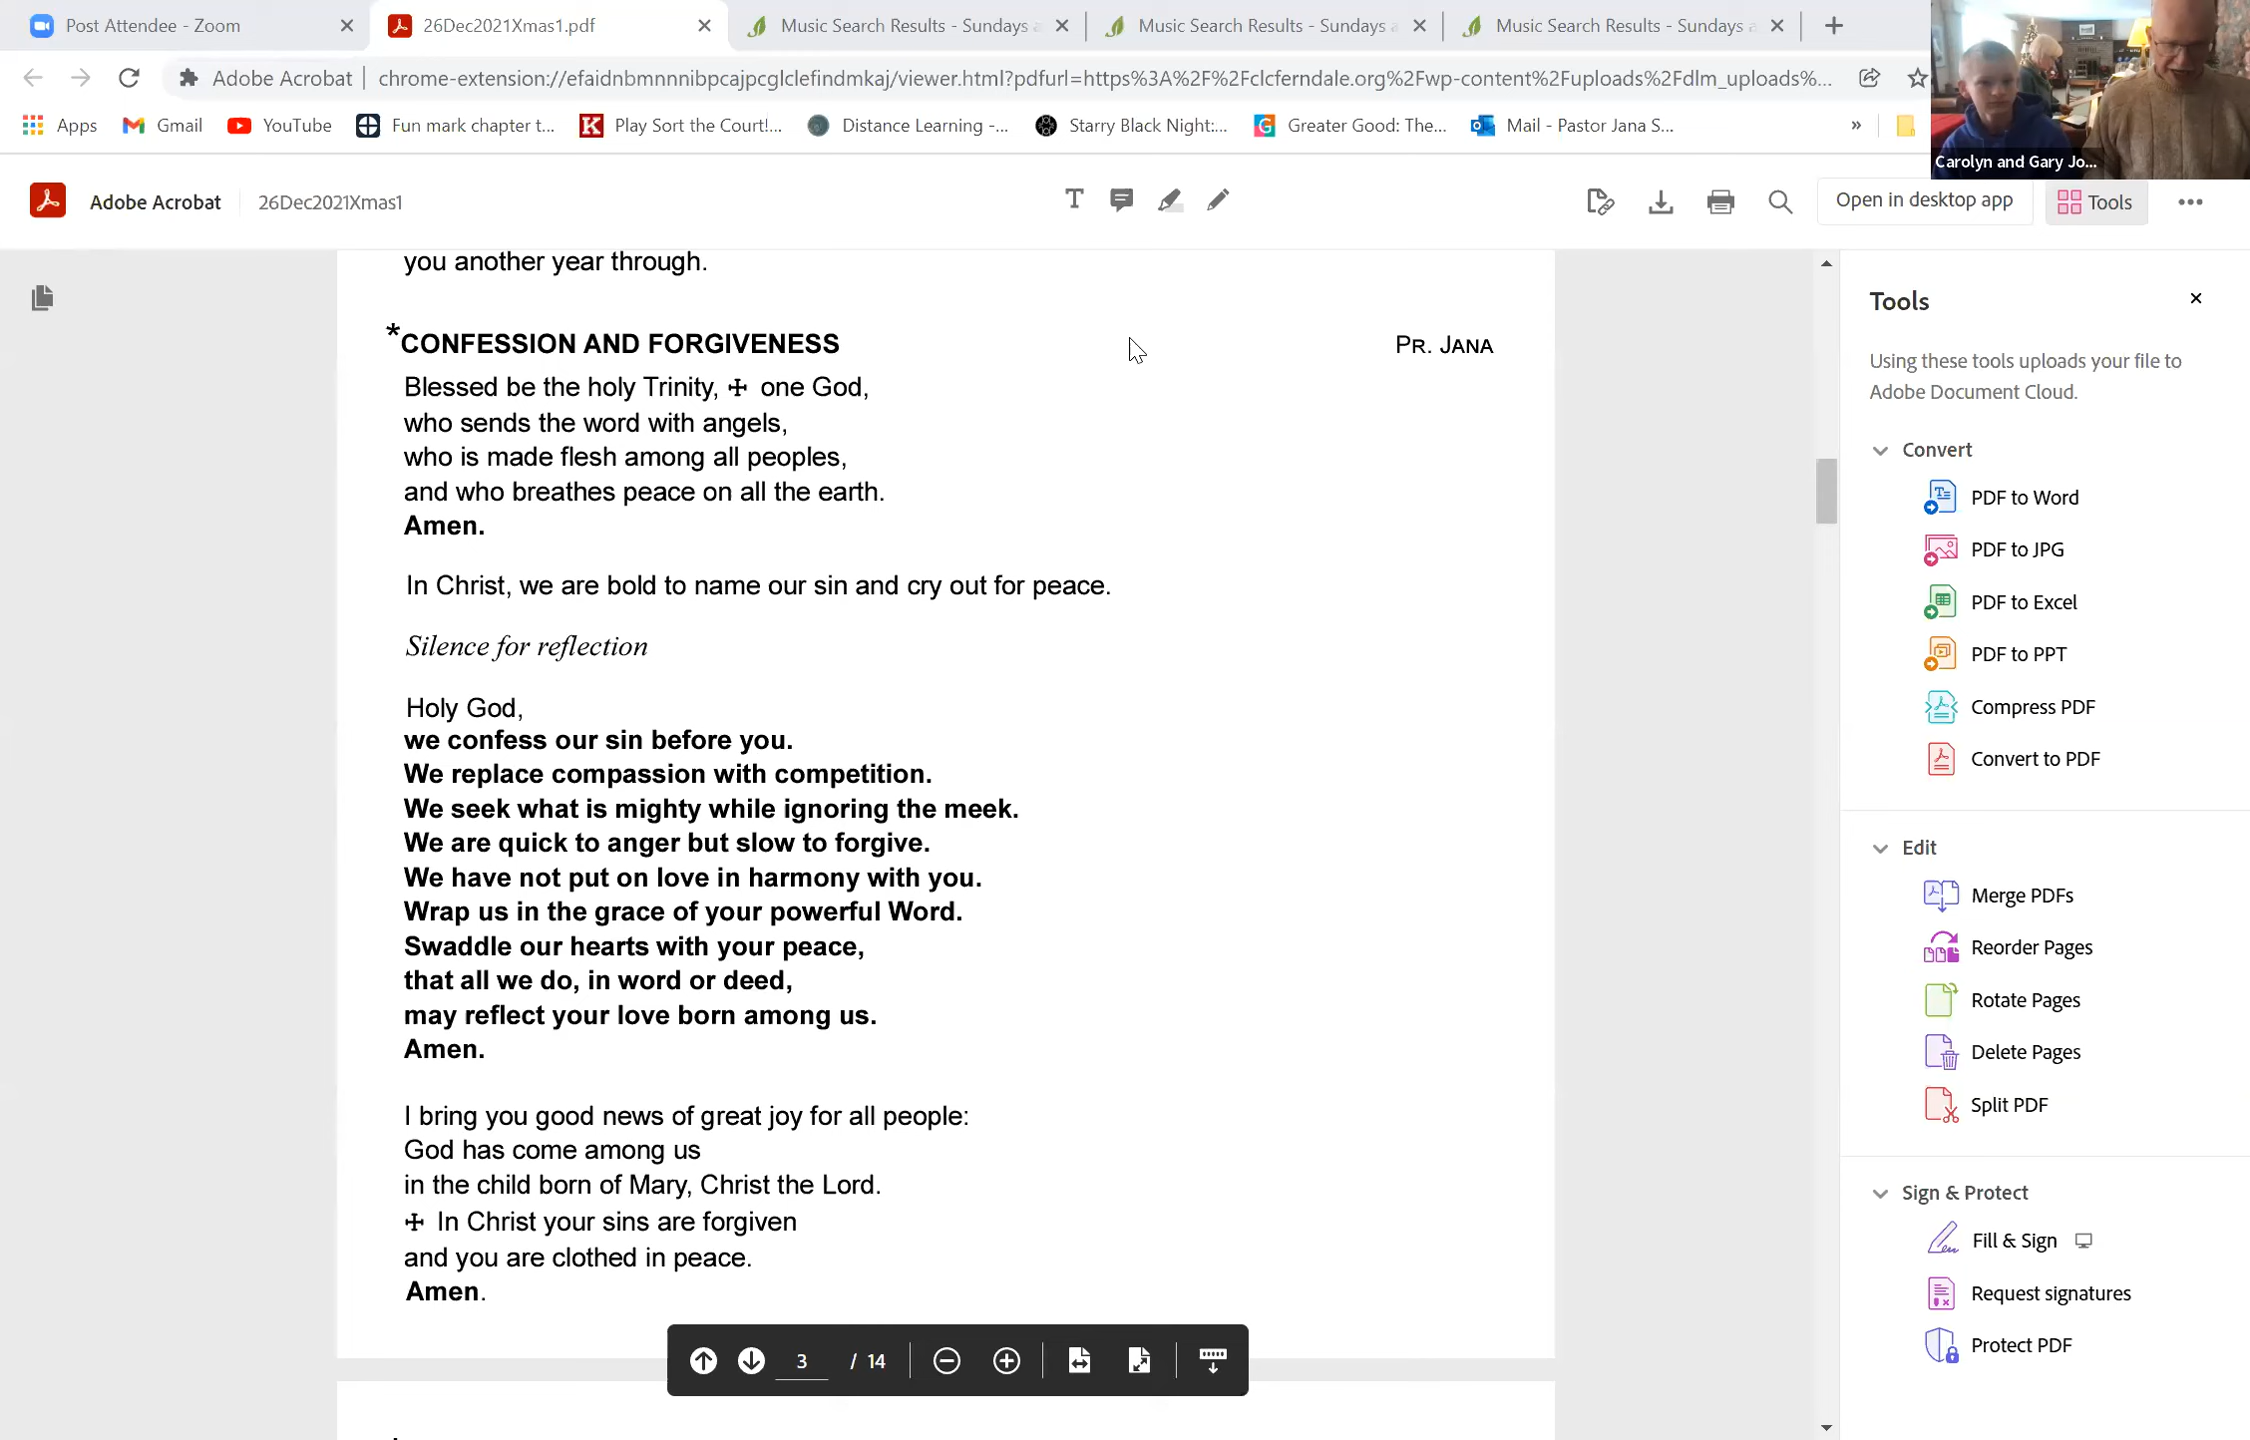 Post Attendee - Zoom
26Dec2021Xmas1.pdf
Music Search Results - Sundays a
Music Search Results - Sundays a
Music Search Results - Sundays a
Adobe Acrobat
chrome-extension://efaidnbmnnnibpcajpcglclefindmkaj/viewer.html?pdfurl=https%3A%2F%2Fclcferndale.org%2Fwp-content%2Fuploads%2Fdlm_uploads%...
Apps
Gmail
YouTube
Fun mark chapter t...
Play Sort the Court!...
Distance Learning -...
Starry Black Night:...
Greater Good: The...
Mail - Pastor Jana S...
»
Carolyn and Gary Jo...
Adobe Acrobat
26Dec2021Xmas1
Open in desktop app
Tools
you another year through.
*CONFESSION AND FORGIVENESS
PR. JANA
Blessed be the holy Trinity, ☩ one God,
who sends the word with angels,
who is made flesh among all peoples,
and who breathes peace on all the earth.
Amen.
In Christ, we are bold to name our sin and cry out for peace.
Silence for reflection
Holy God,
we confess our sin before you.
We replace compassion with competition.
We seek what is mighty while ignoring the meek.
We are quick to anger but slow to forgive.
We have not put on love in harmony with you.
Wrap us in the grace of your powerful Word.
Swaddle our hearts with your peace,
that all we do, in word or deed,
may reflect your love born among us.
Amen.
I bring you good news of great joy for all people:
God has come among us
in the child born of Mary, Christ the Lord.
☩ In Christ your sins are forgiven
and you are clothed in peace.
Amen.
3 / 14
Tools
Using these tools uploads your file to
Adobe Document Cloud.
Convert
PDF to Word
PDF to JPG
PDF to Excel
PDF to PPT
Compress PDF
Convert to PDF
Edit
Merge PDFs
Reorder Pages
Rotate Pages
Delete Pages
Split PDF
Sign & Protect
Fill & Sign
Request signatures
Protect PDF